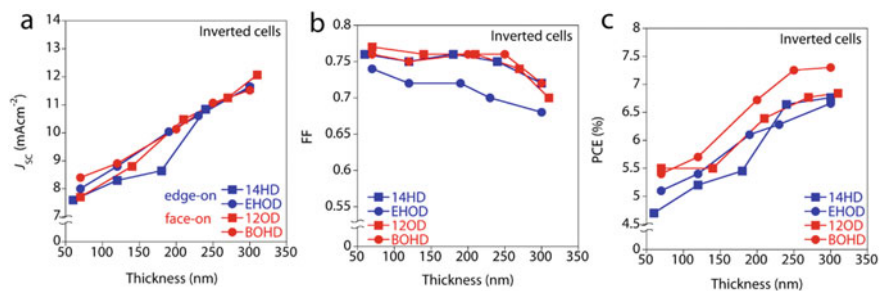 a
Inverted cells
14
13
12
11
10
9
8
7
0
J_SC (mAcm⁻²)
edge-on
face-on
14HD
EHOD
12OD
BOHD
50 100 150 200 250 300 350
Thickness (nm)
b
Inverted cells
0.8
0.75
0.7
0.65
0.6
0.55
0
FF
14HD
EHOD
12OD
BOHD
50 100 150 200 250 300 350
Thickness (nm)
c
Inverted cells
8
7.5
7
6.5
6
5.5
5
4.5
0
PCE (%)
14HD
EHOD
12OD
BOHD
50 100 150 200 250 300 350
Thickness (nm)